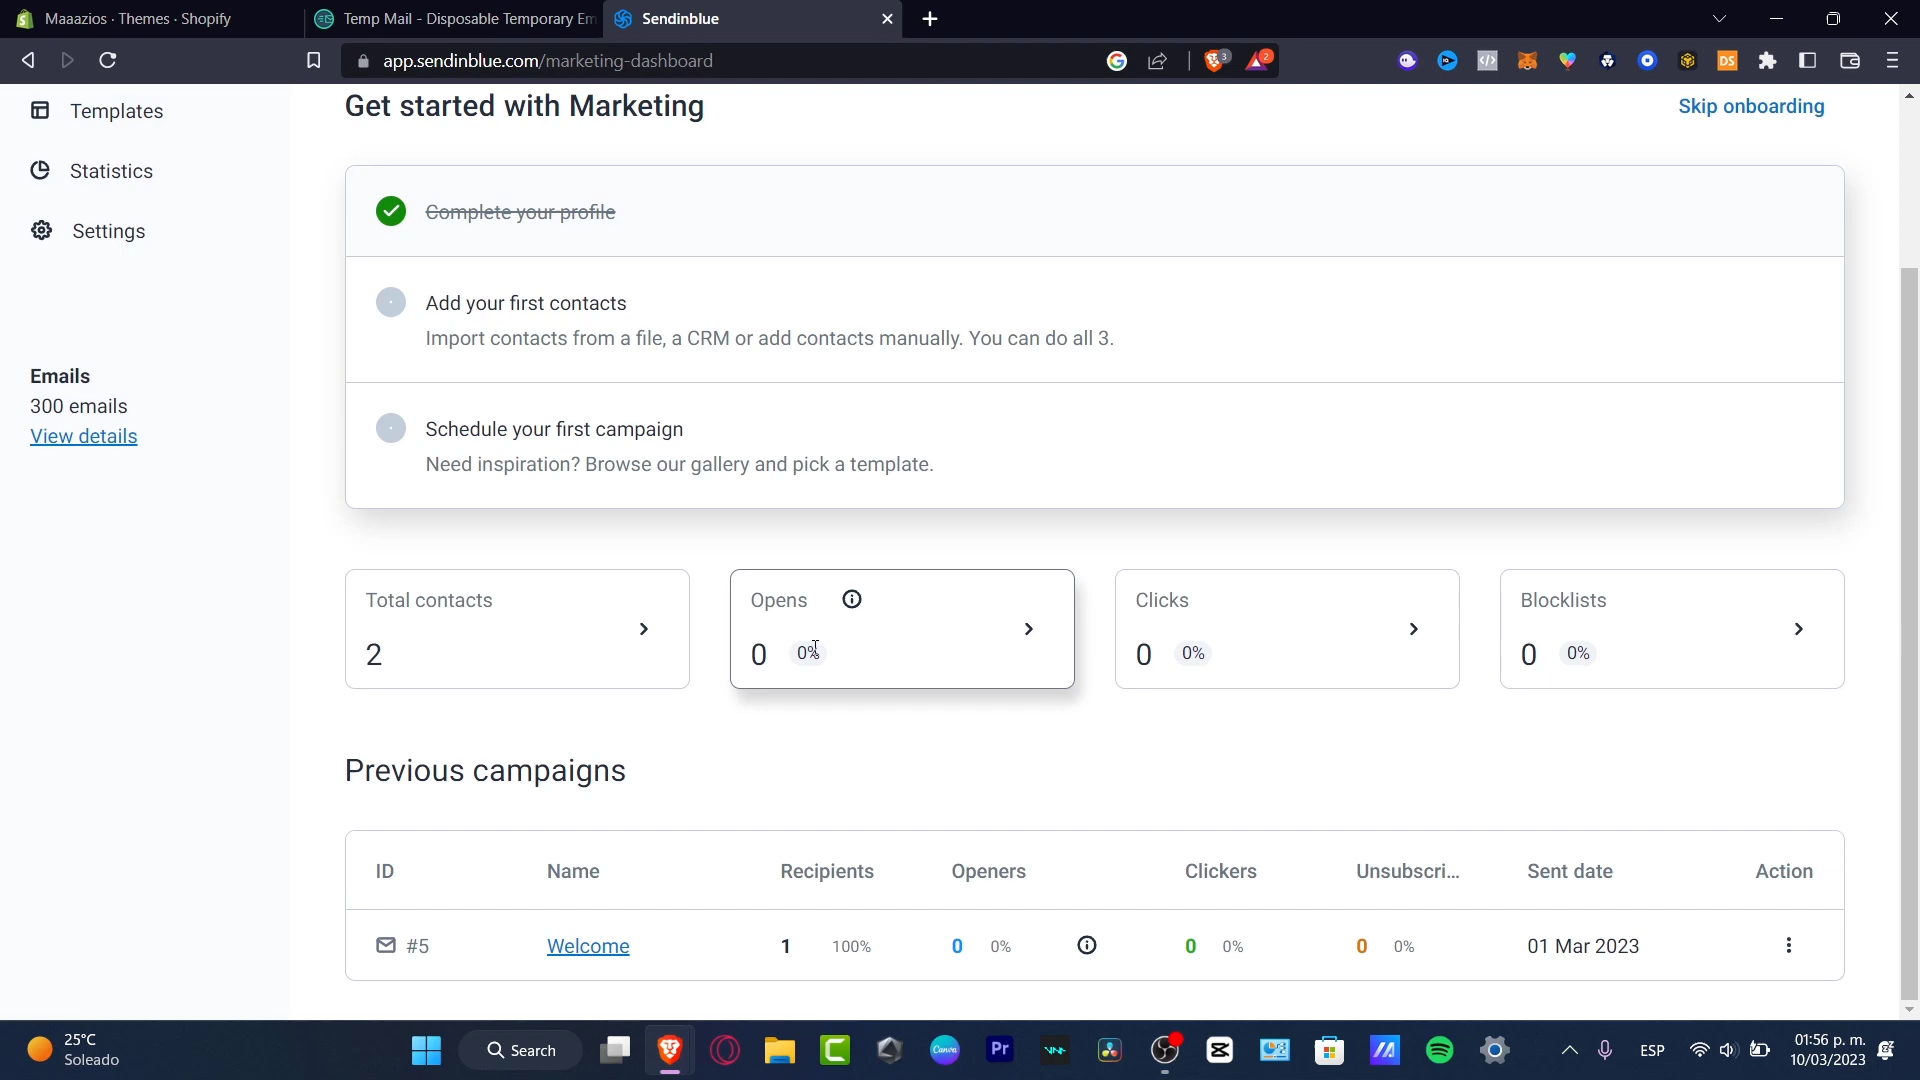 Maaazios · Themes · Shopify
Temp Mail - Disposable Temporary Em
Sendinblue
app.sendinblue.com/marketing-dashboard
3
2
DS
Templates
Statistics
Settings
Emails
300 emails
View details
Get started with Marketing
Skip onboarding
Complete your profile
Add your first contacts
Import contacts from a file, a CRM or add contacts manually. You can do all 3.
Schedule your first campaign
Need inspiration? Browse our gallery and pick a template.
Total contacts
2
Opens
0 0%
Clicks
0 0%
Blocklists
0 0%
Previous campaigns
ID Name Recipients Openers Clickers Unsubscri... Sent date Action
#5 Welcome 1 100% 0 0% 0 0% 0 0% 01 Mar 2023
25°C
Soleado
Search
Canva
Pr
ESP
01:56 p. m.
10/03/2023